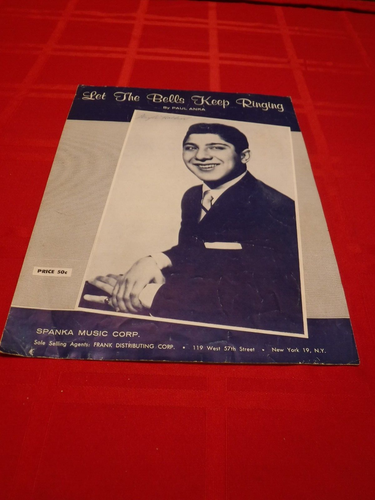 Let The Bells Keep Ringing
By PAUL ANKA
PRICE 50c
SPANKA MUSIC CORP.
Sole Selling Agents: FRANK DISTRIBUTING CORP. • 119 West 57th Street • New York 19, N.Y.